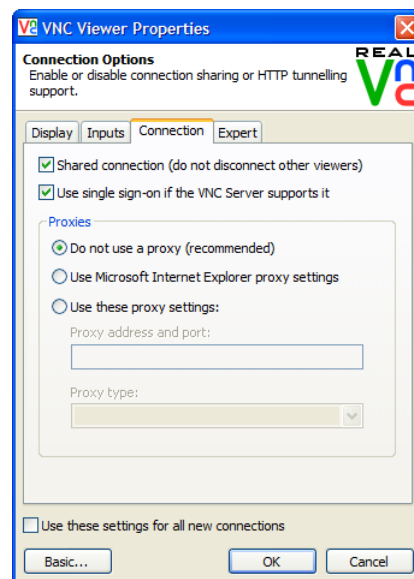 VNC Viewer Properties
Connection Options
Enable or disable connection sharing or HTTP tunnelling
support.
REAL
VNC
Display Inputs Connection Expert
Shared connection (do not disconnect other viewers)
Use single sign-on if the VNC Server supports it
Proxies
Do not use a proxy (recommended)
Use Microsoft Internet Explorer proxy settings
Use these proxy settings:
Proxy address and port:
Proxy type:
Use these settings for all new connections
Basic... OK Cancel